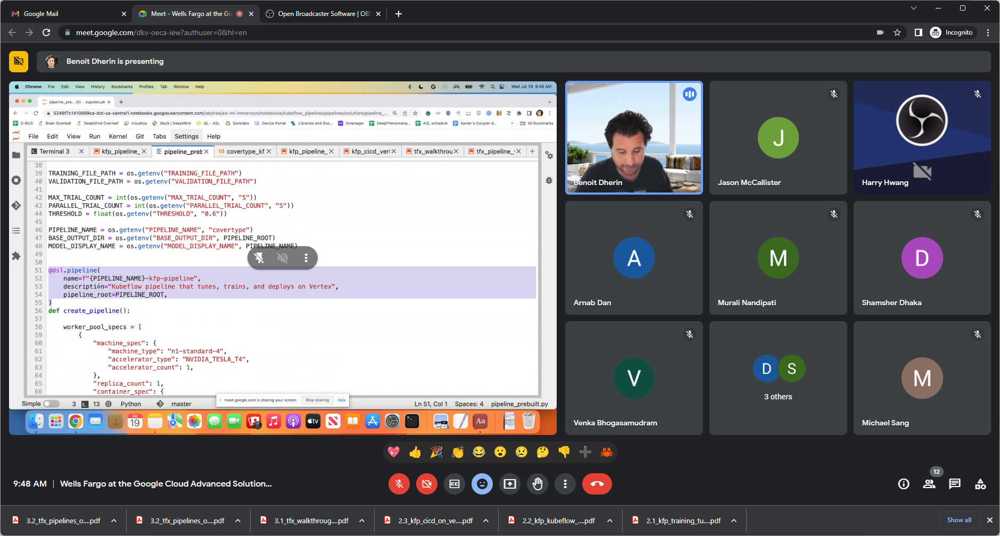 Google Mail
Meet - Wells Fargo at the Go
Open Broadcaster Software | OBS
meet.google.com/dkv-oeca-iew?authuser=0&hl=en
Incognito
Benoit Dherin is presenting
Chrome File Edit View History Bookmarks Profiles Tab Window Help
Wed Jul 19 9:48 AM
pipeline_pre... (6) - JupyterLab
5248f7c1410889ca-dot-us-central1.notebooks.googleusercontent.com/lab/tree/asl-ml-immersion/notebooks/kubeflow_pipelines/pipelines/solutions/pipeline_...
G-BUS Brain Overleaf DeepMind Overleaf cloudtop Slack | DeepMind QL - ASL Qwiklabs Device Portal Libraries and Boo... Xmanager DeepPhenomena... ASL schedule Xavier's Googler d... » All Bookmarks
File Edit View Run Kernel Git Tabs Settings Help
Terminal 3
kfp_pipeline_
pipeline_preb
covertype_kf
kfp_pipeline_
kfp_cicd_vert
tfx_walkthrou
tfx_pipeline_
38
39 TRAINING_FILE_PATH = os.getenv("TRAINING_FILE_PATH")
40 VALIDATION_FILE_PATH = os.getenv("VALIDATION_FILE_PATH")
41
42 MAX_TRIAL_COUNT = int(os.getenv("MAX_TRIAL_COUNT", "5"))
43 PARALLEL_TRIAL_COUNT = int(os.getenv("PARALLEL_TRIAL_COUNT", "5"))
44 THRESHOLD = float(os.getenv("THRESHOLD", "0.6"))
45
46 PIPELINE_NAME = os.getenv("PIPELINE_NAME", "covertype")
47 BASE_OUTPUT_DIR = os.getenv("BASE_OUTPUT_DIR", PIPELINE_ROOT)
48 MODEL_DISPLAY_NAME = os.getenv("MODEL_DISPLAY_NAME", PIPELINE_NAME)
49
50
51 @dsl.pipeline(
52 name=f"{PIPELINE_NAME}-kfp-pipeline",
53 description="Kubeflow pipeline that tunes, trains, and deploys on Vertex",
54 pipeline_root=PIPELINE_ROOT,
55 )
56 def create_pipeline():
57
58 worker_pool_specs = [
59 {
60 "machine_spec": {
61 "machine_type": "n1-standard-4",
62 "accelerator_type": "NVIDIA_TESLA_T4",
63 "accelerator_count": 1,
64 },
65 "replica_count": 1,
66 "container_spec": {
meet.google.com is sharing your screen. Stop sharing Hide
Simple 3 13 Python master Ln 51, Col 1 Spaces: 4 pipeline_prebuilt.py
JUL
19
tv
Aa
Benoit Dherin
J
Jason McCallister
Harry Hwang
A
Arnab Dan
M
Murali Nandipati
D
Shamsher Dhaka
V
Venka Bhogasamudram
D S
3 others
M
Michael Sang
9:48 AM | Wells Fargo at the Google Cloud Advanced Solution...
CC
12
3.2_tfx_pipelines_o....pdf
3.2_tfx_pipelines_o....pdf
3.1_tfx_walkthroug....pdf
2.3_kfp_cicd_on_ve....pdf
2.2_kfp_kubeflow_....pdf
2.1_kfp_training_tu....pdf
Show all